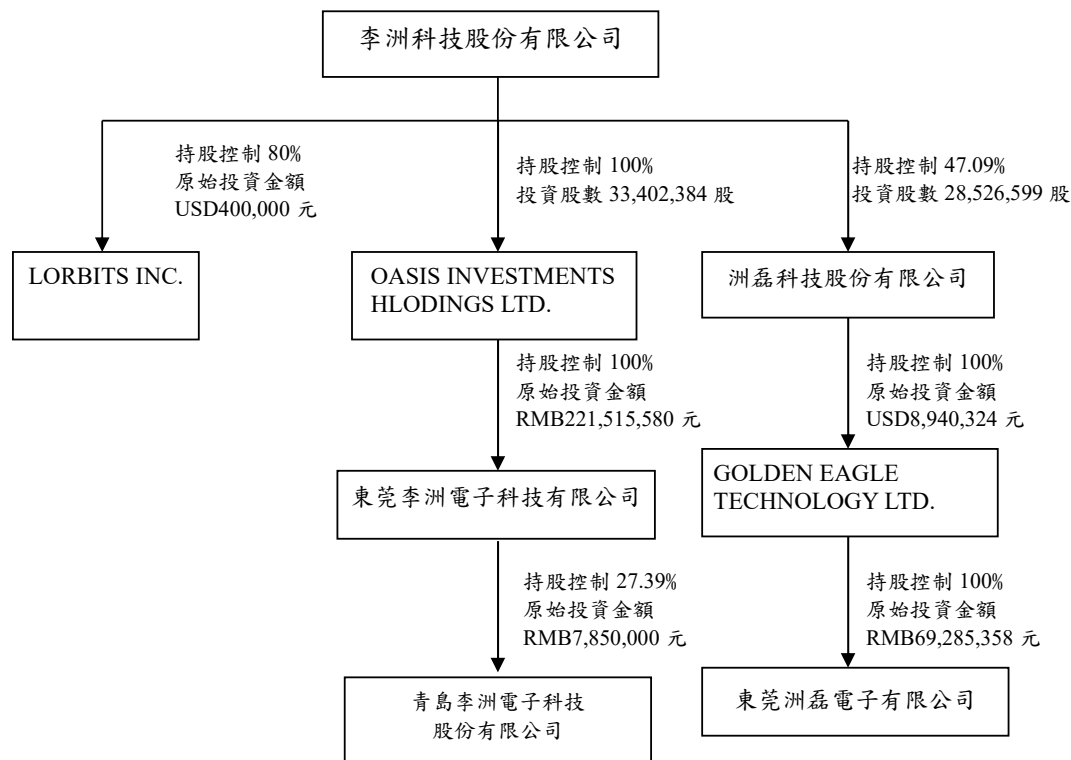 李洲科技股份有限公司
持股控制 80%
原始投資金額
USD400,000 元
持股控制 100%
投資股數 33,402,384 股
持股控制 47.09%
投資股數 28,526,599 股
LORBITS INC.
OASIS INVESTMENTS
HLODINGS LTD.
洲磊科技股份有限公司
持股控制 100%
原始投資金額
RMB221,515,580 元
持股控制 100%
原始投資金額
USD8,940,324 元
東莞李洲電子科技有限公司
GOLDEN EAGLE
TECHNOLOGY LTD.
持股控制 27.39%
原始投資金額
RMB7,850,000 元
持股控制 100%
原始投資金額
RMB69,285,358 元
青島李洲電子科技
股份有限公司
東莞洲磊電子有限公司